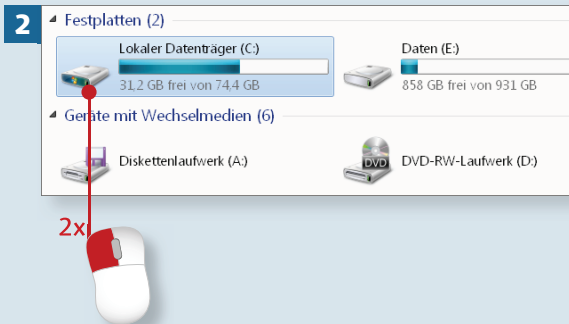 2
Festplatten (2)
Lokaler Datenträger (C:)
31,2 GB frei von 74,4 GB
Daten (E:)
858 GB frei von 931 GB
Geräte mit Wechselmedien (6)
Diskettenlaufwerk (A:)
DVD
DVD-RW-Laufwerk (D:)
2x